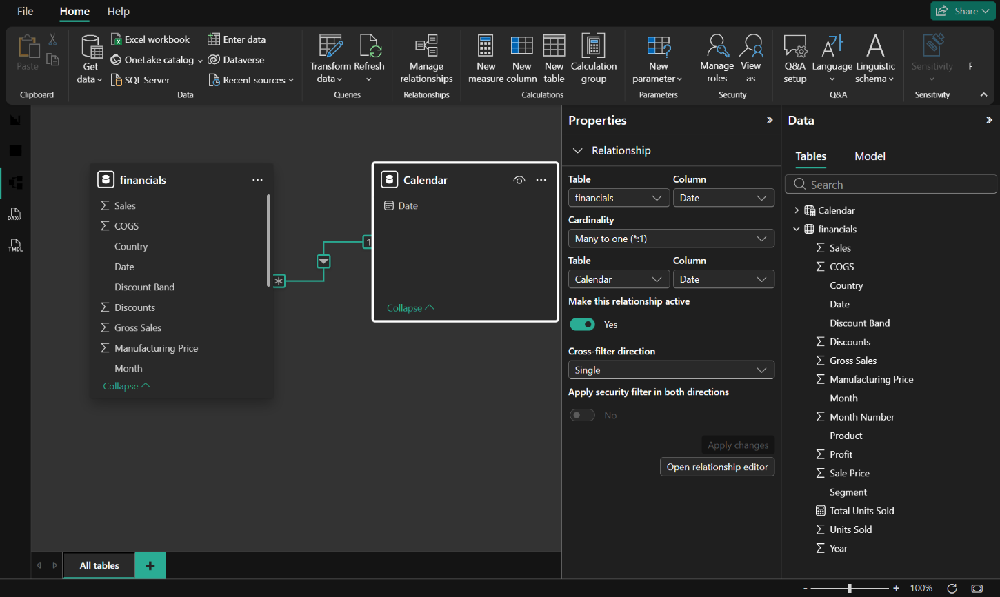 File Home Help Share
Paste
Clipboard
Get data
Excel workbook
OneLake catalog
SQL Server
Enter data
Dataverse
Recent sources
Data
Transform data
Refresh
Queries
Manage relationships
Relationships
New measure
New column
New table
Calculation group
Calculations
New parameter
Parameters
Manage roles
View as
Security
Q&A setup
Language
Linguistic schema
Q&A
Sensitivity
Sensitivity
DAX
TMDL
financials
Sales
COGS
Country
Date
Discount Band
Discounts
Gross Sales
Manufacturing Price
Month
Collapse
*
1
Calendar
Date
Collapse
Properties
Relationship
Table Column
financials Date
Cardinality
Many to one (*:1)
Table Column
Calendar Date
Make this relationship active
Yes
Cross-filter direction
Single
Apply security filter in both directions
No
Apply changes
Open relationship editor
Data
Tables Model
Search
Calendar
financials
Sales
COGS
Country
Date
Discount Band
Discounts
Gross Sales
Manufacturing Price
Month
Month Number
Product
Profit
Sale Price
Segment
Total Units Sold
Units Sold
Year
All tables +
- + 100%